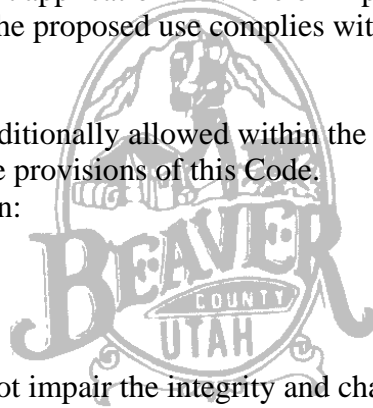 he proposed use complies wit
ditionally allowed within the
e provisions of this Code.
n:
BEAVER
COUNTY
UTAH
ot impair the integrity and cha